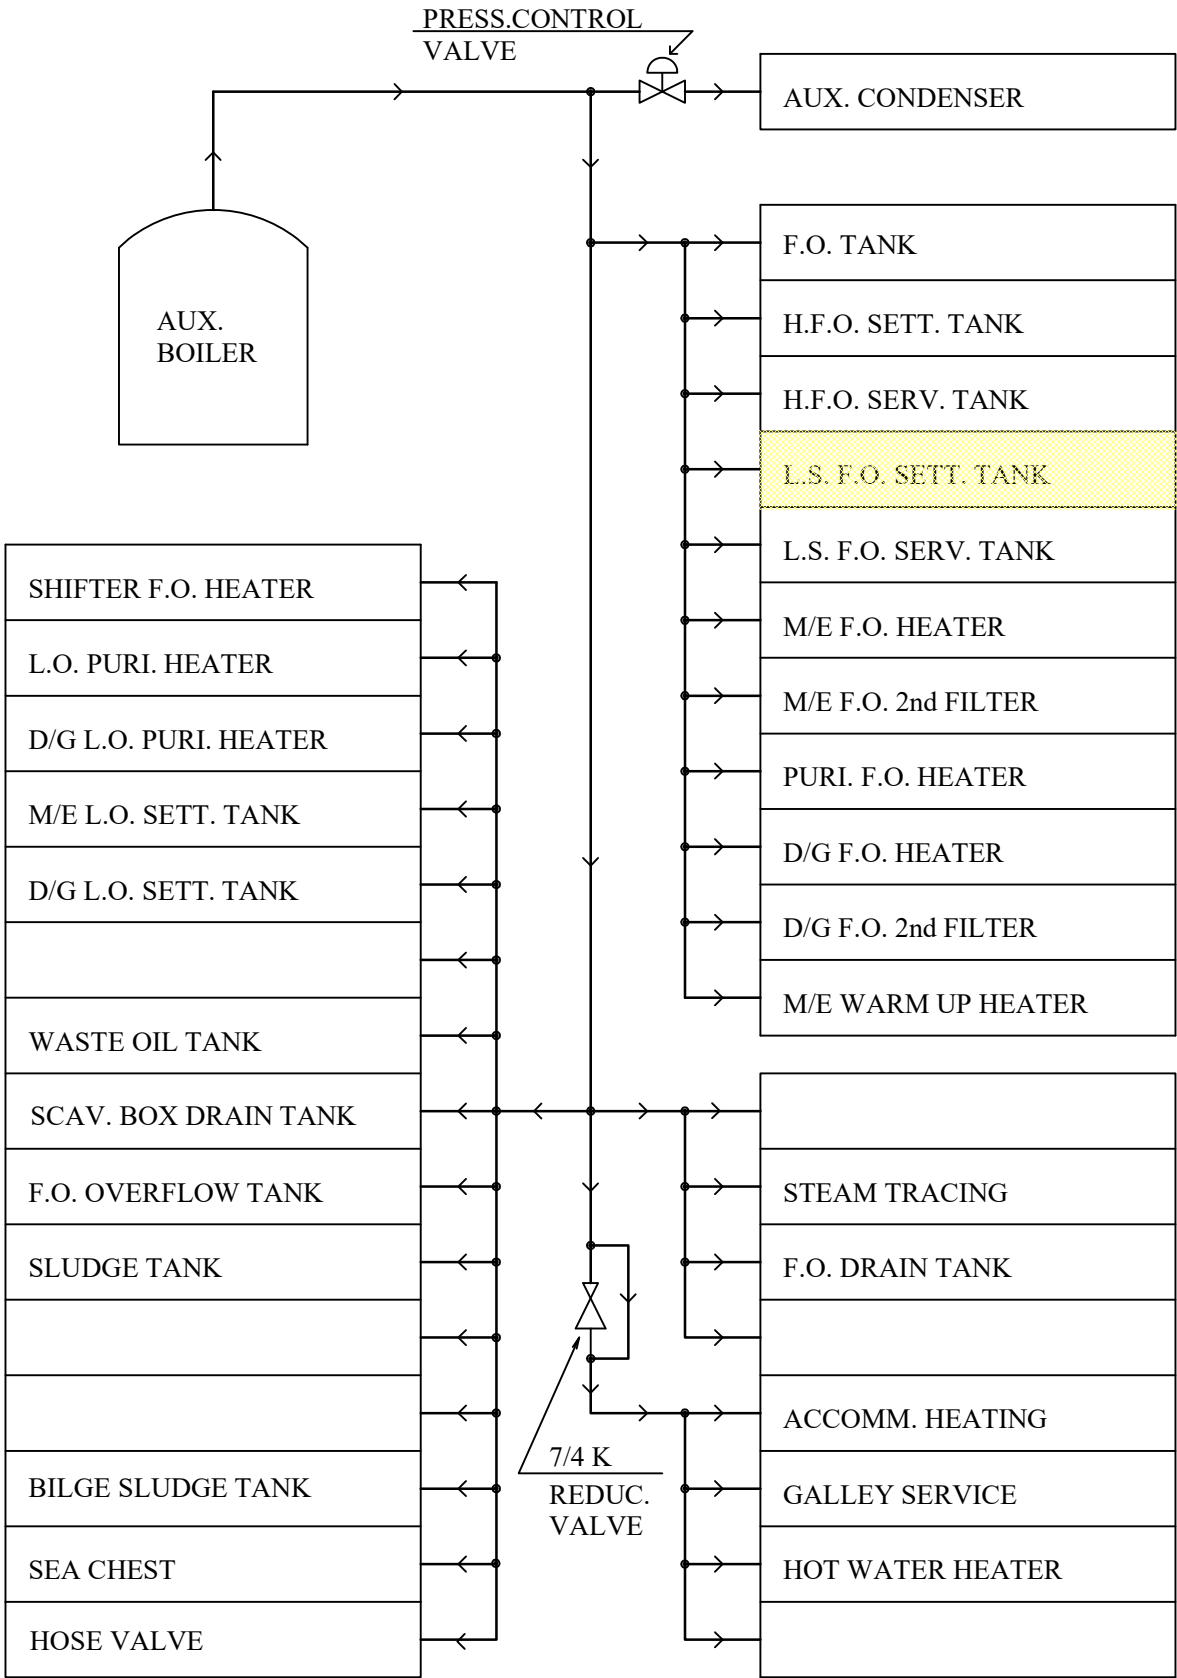 PRESS.CONTROL
VALVE
AUX. CONDENSER
AUX.
BOILER
F.O. TANK
H.F.O. SETT. TANK
H.F.O. SERV. TANK
L.S. F.O. SETT. TANK
L.S. F.O. SERV. TANK
M/E F.O. HEATER
M/E F.O. 2nd FILTER
PURI. F.O. HEATER
D/G F.O. HEATER
D/G F.O. 2nd FILTER
M/E WARM UP HEATER
SHIFTER F.O. HEATER
L.O. PURI. HEATER
D/G L.O. PURI. HEATER
M/E L.O. SETT. TANK
D/G L.O. SETT. TANK
WASTE OIL TANK
SCAV. BOX DRAIN TANK
F.O. OVERFLOW TANK
SLUDGE TANK
BILGE SLUDGE TANK
SEA CHEST
HOSE VALVE
7/4 K
REDUC.
VALVE
STEAM TRACING
F.O. DRAIN TANK
ACCOMM. HEATING
GALLEY SERVICE
HOT WATER HEATER